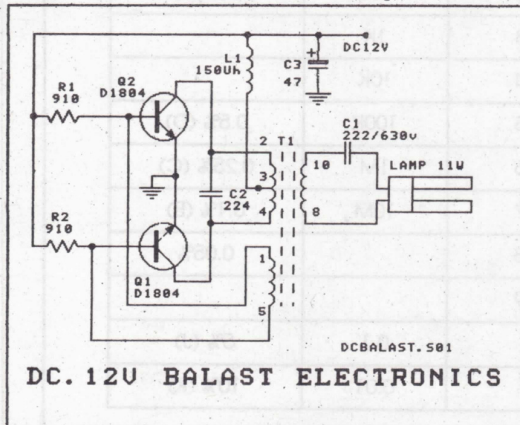 DC12V
L1
150Uh
C3
47
+
Q2
D1804
R1
910
C1
222/630v
2 T1
10
LAMP 11W
3
C2
224
4
8
R2
910
1
Q1
D1804
5
DCBALAST.S01
DC.12V BALAST ELECTRONICS